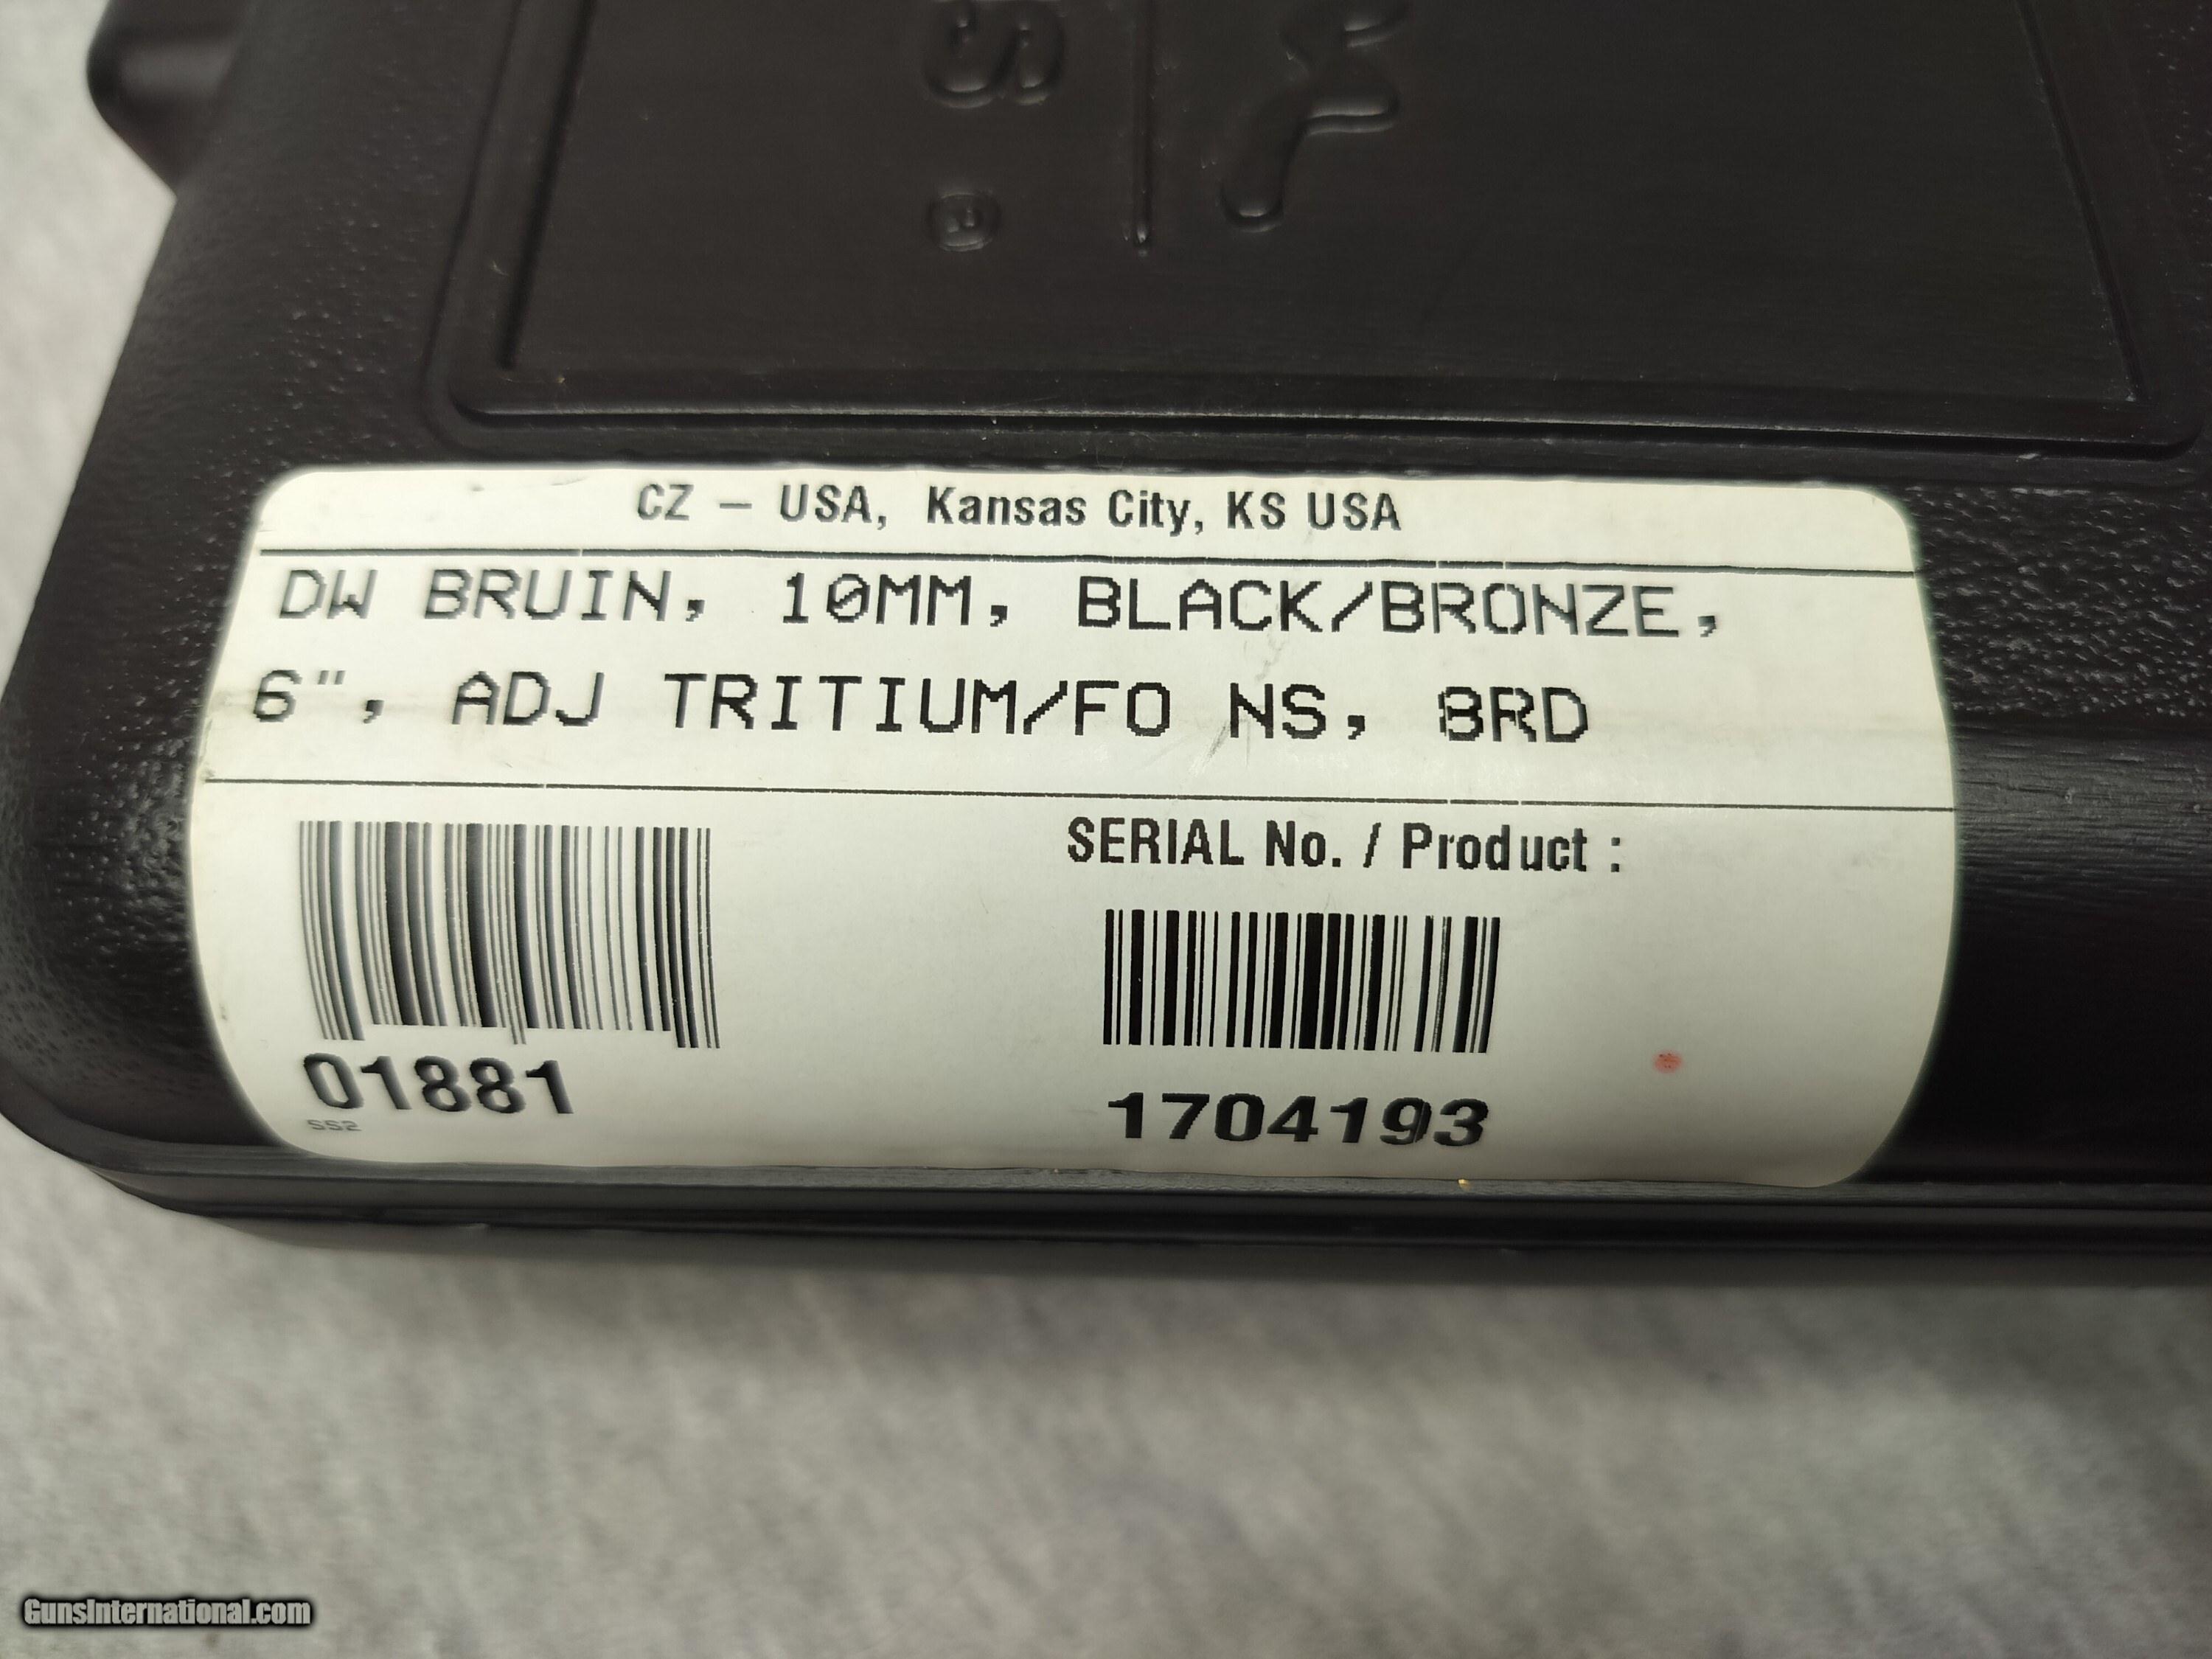 S
®
CZ – USA, Kansas City, KS USA
DW BRUIN, 10MM, BLACK/BRONZE,
6", ADJ TRITIUM/FO NS, 8RD
SERIAL No. / Product :
01881
SS2
1704193
GunsInternational.com